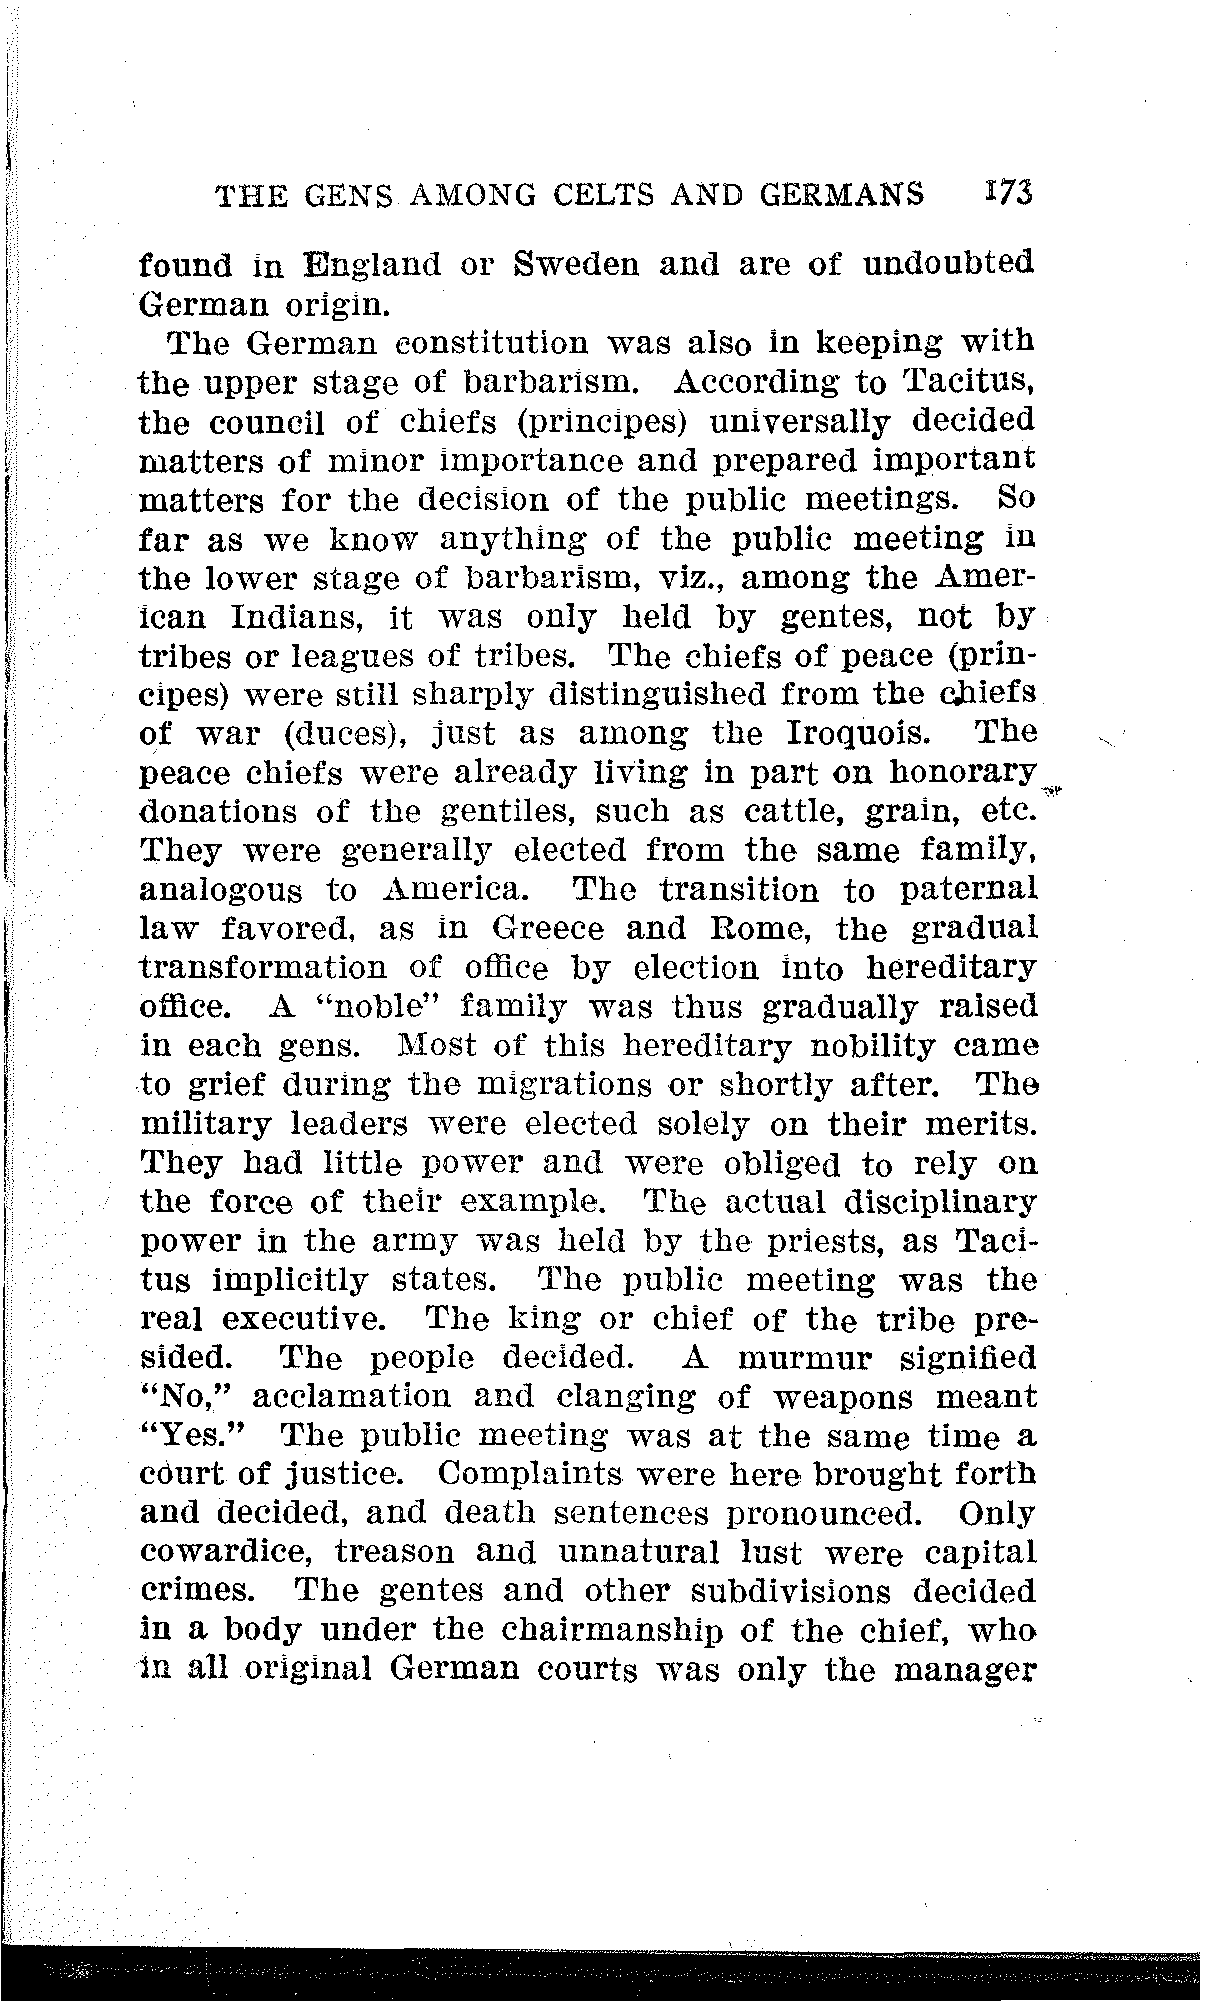 THE GENS AMONG CELTS AND GERMANS 173
found in England or Sweden and are of undoubted
German origin.
The German constitution was also in keeping with
the upper stage of barbarism. According to Tacitus,
the council of chiefs (principes) universally decided
matters of minor importance and prepared important
matters for the decision of the public meetings. So
far as we know anything of the public meeting in
the lower stage of barbarism, viz., among the Amer-
ican Indians, it was only held by gentes, not by
tribes or leagues of tribes. The chiefs of peace (prin-
cipes) were still sharply distinguished from the chiefs
of war (duces), just as among the Iroquois. The
peace chiefs were already living in part on honorary
donations of the gentiles, such as cattle, grain, etc.
They were generally elected from the same family,
analogous to America. The transition to paternal
law favored, as in Greece and Rome, the gradual
transformation of office by election into hereditary
office. A “noble” family was thus gradually raised
in each gens. Most of this hereditary nobility came
to grief during the migrations or shortly after. The
military leaders were elected solely on their merits.
They had little power and were obliged to rely on
the force of their example. The actual disciplinary
power in the army was held by the priests, as Taci-
tus implicitly states. The public meeting was the
real executive. The king or chief of the tribe pre-
sided. The people decided. A murmur signified
“No,” acclamation and clanging of weapons meant
“Yes.” The public meeting was at the same time a
court of justice. Complaints were here brought forth
and decided, and death sentences pronounced. Only
cowardice, treason and unnatural lust were capital
crimes. The gentes and other subdivisions decided
in a body under the chairmanship of the chief, who
in all original German courts was only the manager